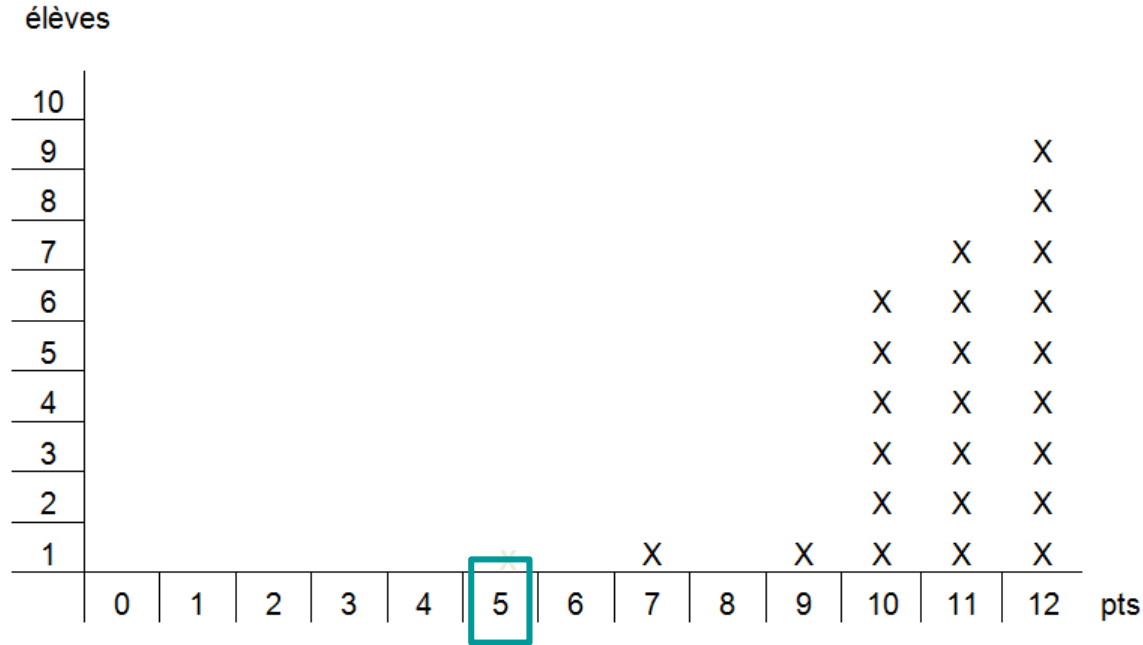 élèves
10
9 X
8 X
7 X X
6 X X X
5 X X X
4 X X X
3 X X X
2 X X X
1 X X X X X X
0 1 2 3 4 5 6 7 8 9 10 11 12 pts